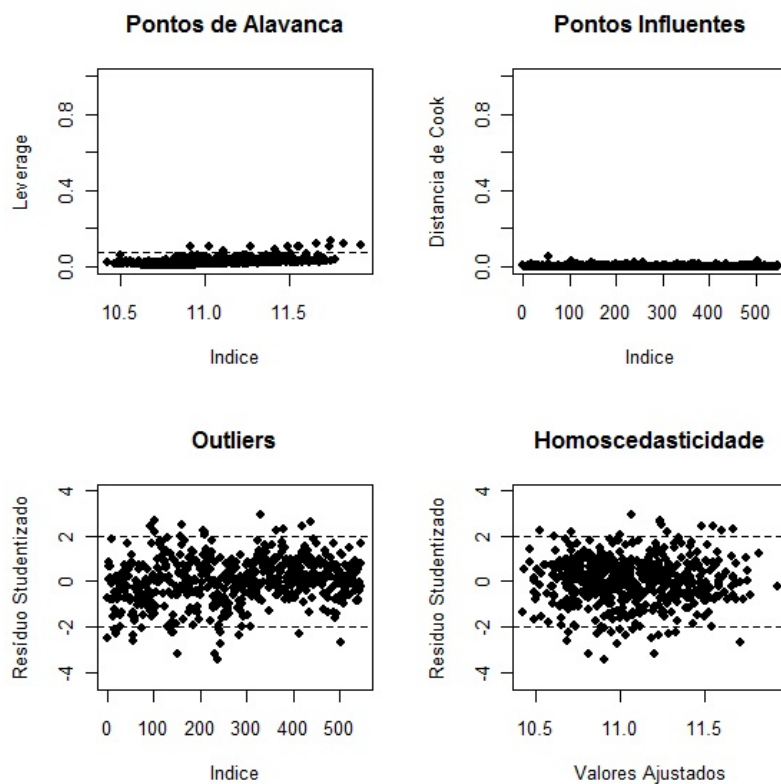 Pontos de Alavanca
Leverage
0.0 0.4 0.8
10.5 11.0 11.5
Indice
Pontos Influentes
Distancia de Cook
0.0 0.4 0.8
0 100 200 300 400 500
Indice
Outliers
Resíduo Studentizado
-4 -2 0 2 4
0 100 200 300 400 500
Indice
Homoscedasticidade
Resíduo Studentizado
-4 -2 0 2 4
10.5 11.0 11.5
Valores Ajustados